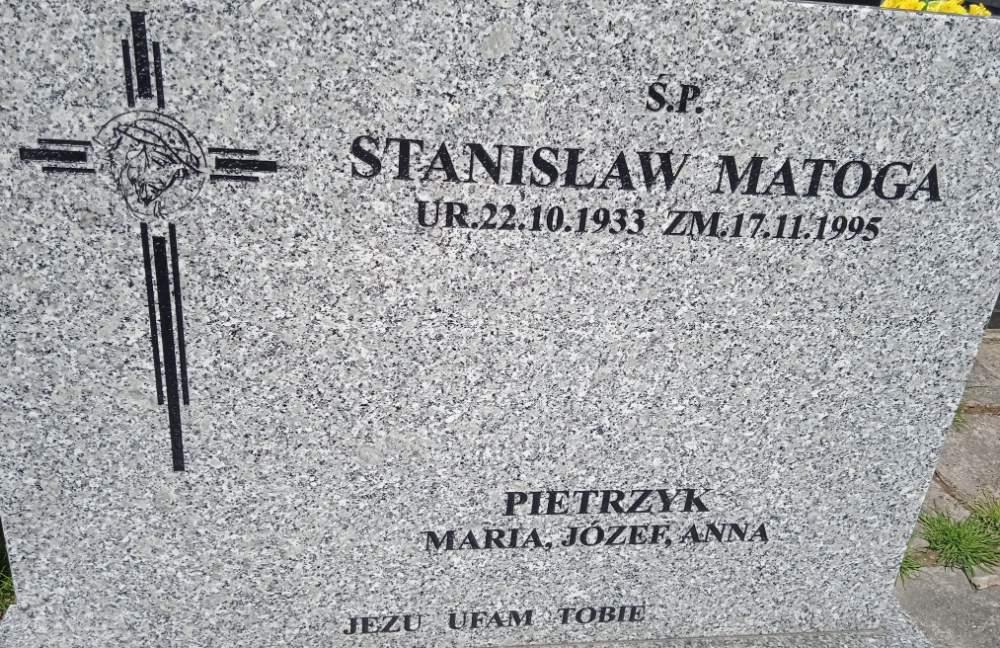 Ś.P.
STANISŁAW MATOGA
UR.22.10.1933 ZM.17.11.1995
PIETRZYK
MARIA, JÓZEF, ANNA
JEZU UFAM TOBIE